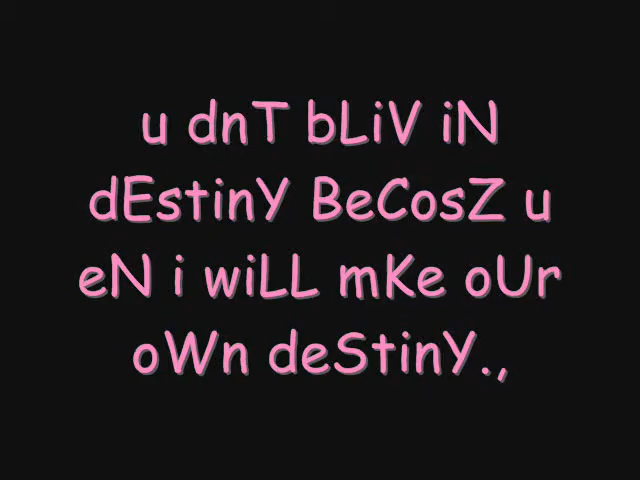 u dnT bLiV iN
dEstinY BeCosZ u
eN i wiLL mKe oUr
oWn deStinY.,